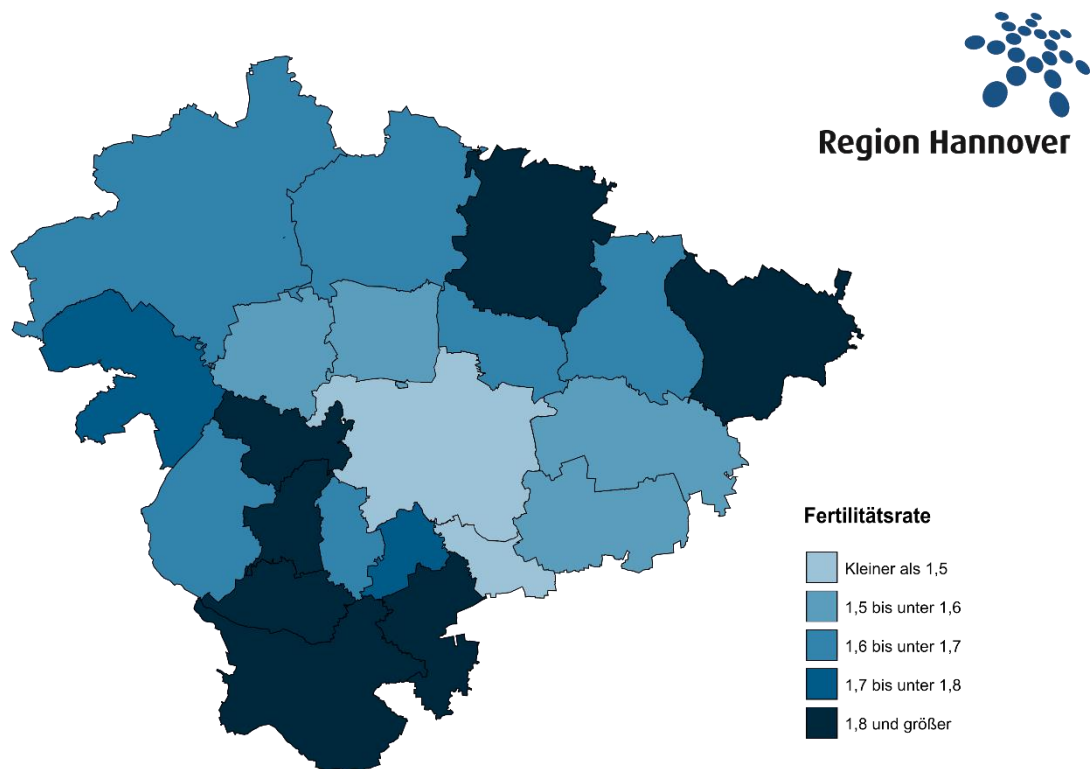 Region Hannover
Fertilitätsrate
Kleiner als 1,5
1,5 bis unter 1,6
1,6 bis unter 1,7
1,7 bis unter 1,8
1,8 und größer